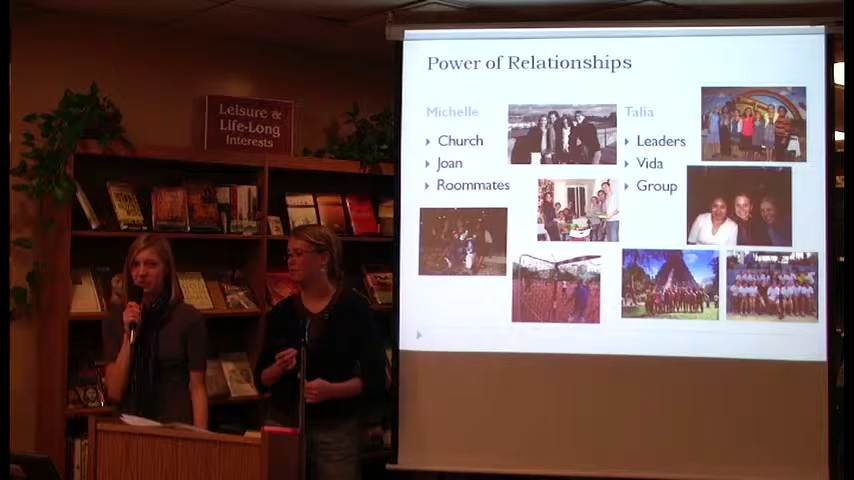 Leisure &
Life-Long
Interests
Power of Relationships
Michelle
Church
Joan
Roommates
Talia
Leaders
Vida
Group